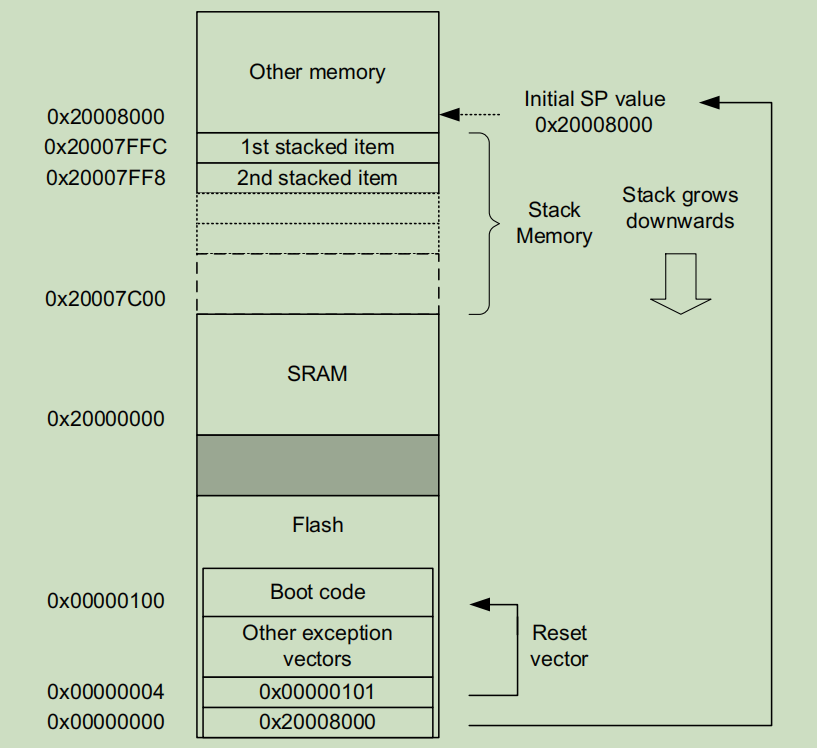 Other memory
Initial SP value
0x20008000
0x20008000
0x20007FFC
1st stacked item
0x20007FF8
2nd stacked item
Stack
Memory
Stack grows
downwards
0x20007C00
SRAM
0x20000000
Flash
Boot code
0x00000100
Other exception
vectors
Reset
vector
0x00000004
0x00000101
0x00000000
0x20008000